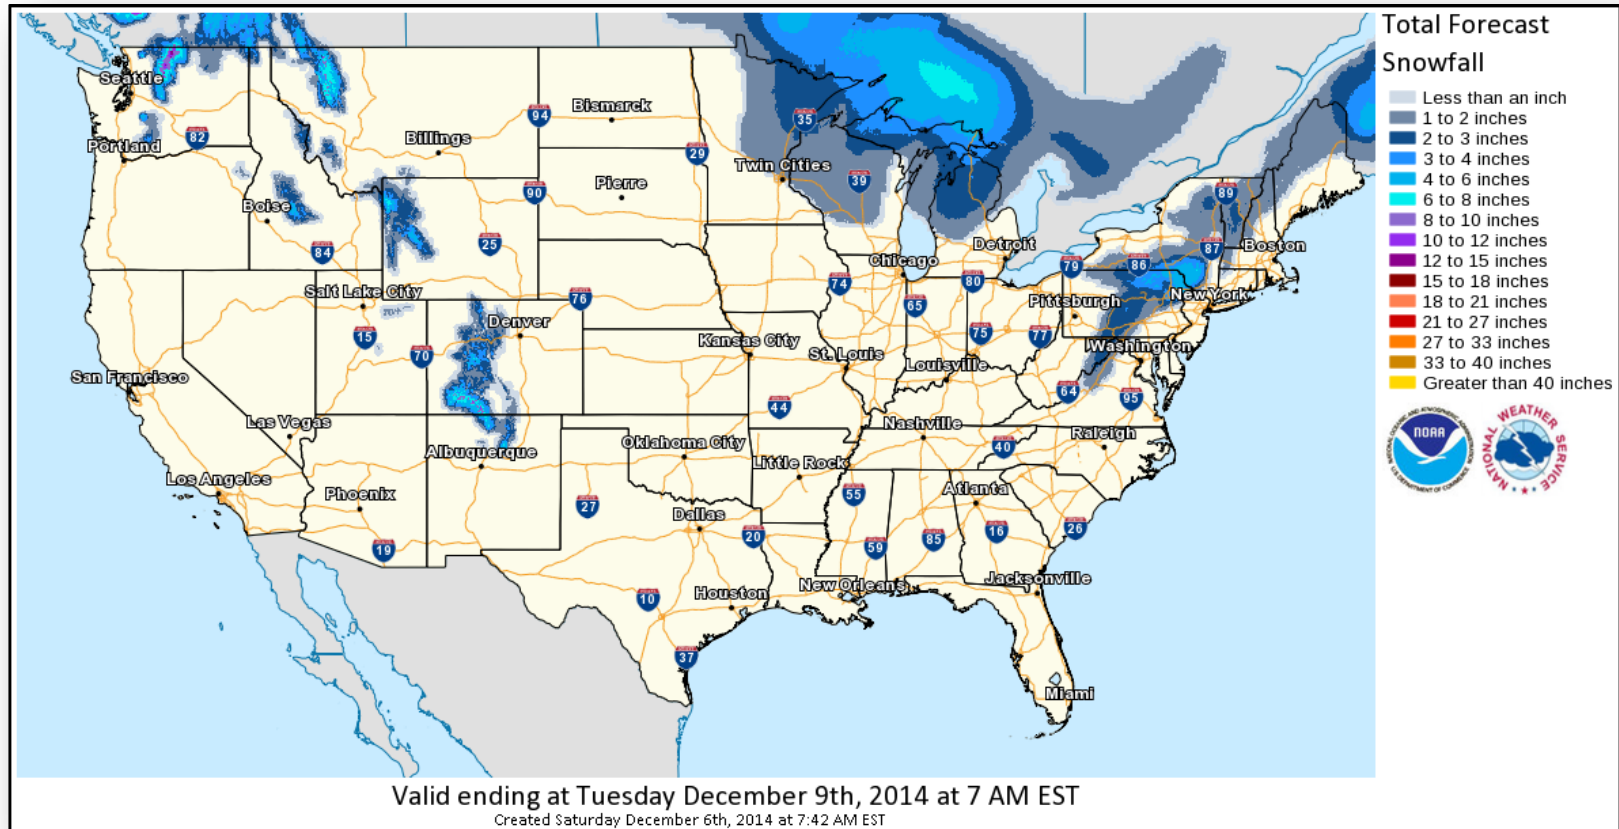 Total Forecast
Snowfall
Less than an inch
1 to 2 inches
2 to 3 inches
3 to 4 inches
4 to 6 inches
6 to 8 inches
8 to 10 inches
10 to 12 inches
12 to 15 inches
15 to 18 inches
18 to 21 inches
21 to 27 inches
27 to 33 inches
33 to 40 inches
Greater than 40 inches
NOAA
NATIONAL OCEANIC AND ATMOSPHERIC ADMINISTRATION
U.S. DEPARTMENT OF COMMERCE
NATIONAL WEATHER SERVICE
Seattle
82
Portland
Billings
94
Bismarck
29
Twin Cities
35
39
Pierre
90
Boise
84
25
89
87
Boston
Detroit
Chicago
79
86
Salt Lake City
76
74
65
80
Pittsburgh
New York
15
70
Denver
Kansas City
St. Louis
75
77
Louisville
Washington
San Francisco
64
95
44
Las Vegas
Nashville
40
Raleigh
Albuquerque
Oklahoma City
Little Rock
Los Angeles
Phoenix
27
55
Atlanta
Dallas
20
59
85
16
26
19
10
Houston
New Orleans
Jacksonville
37
Miami
Valid ending at Tuesday December 9th, 2014 at 7 AM EST
Created Saturday December 6th, 2014 at 7:42 AM EST